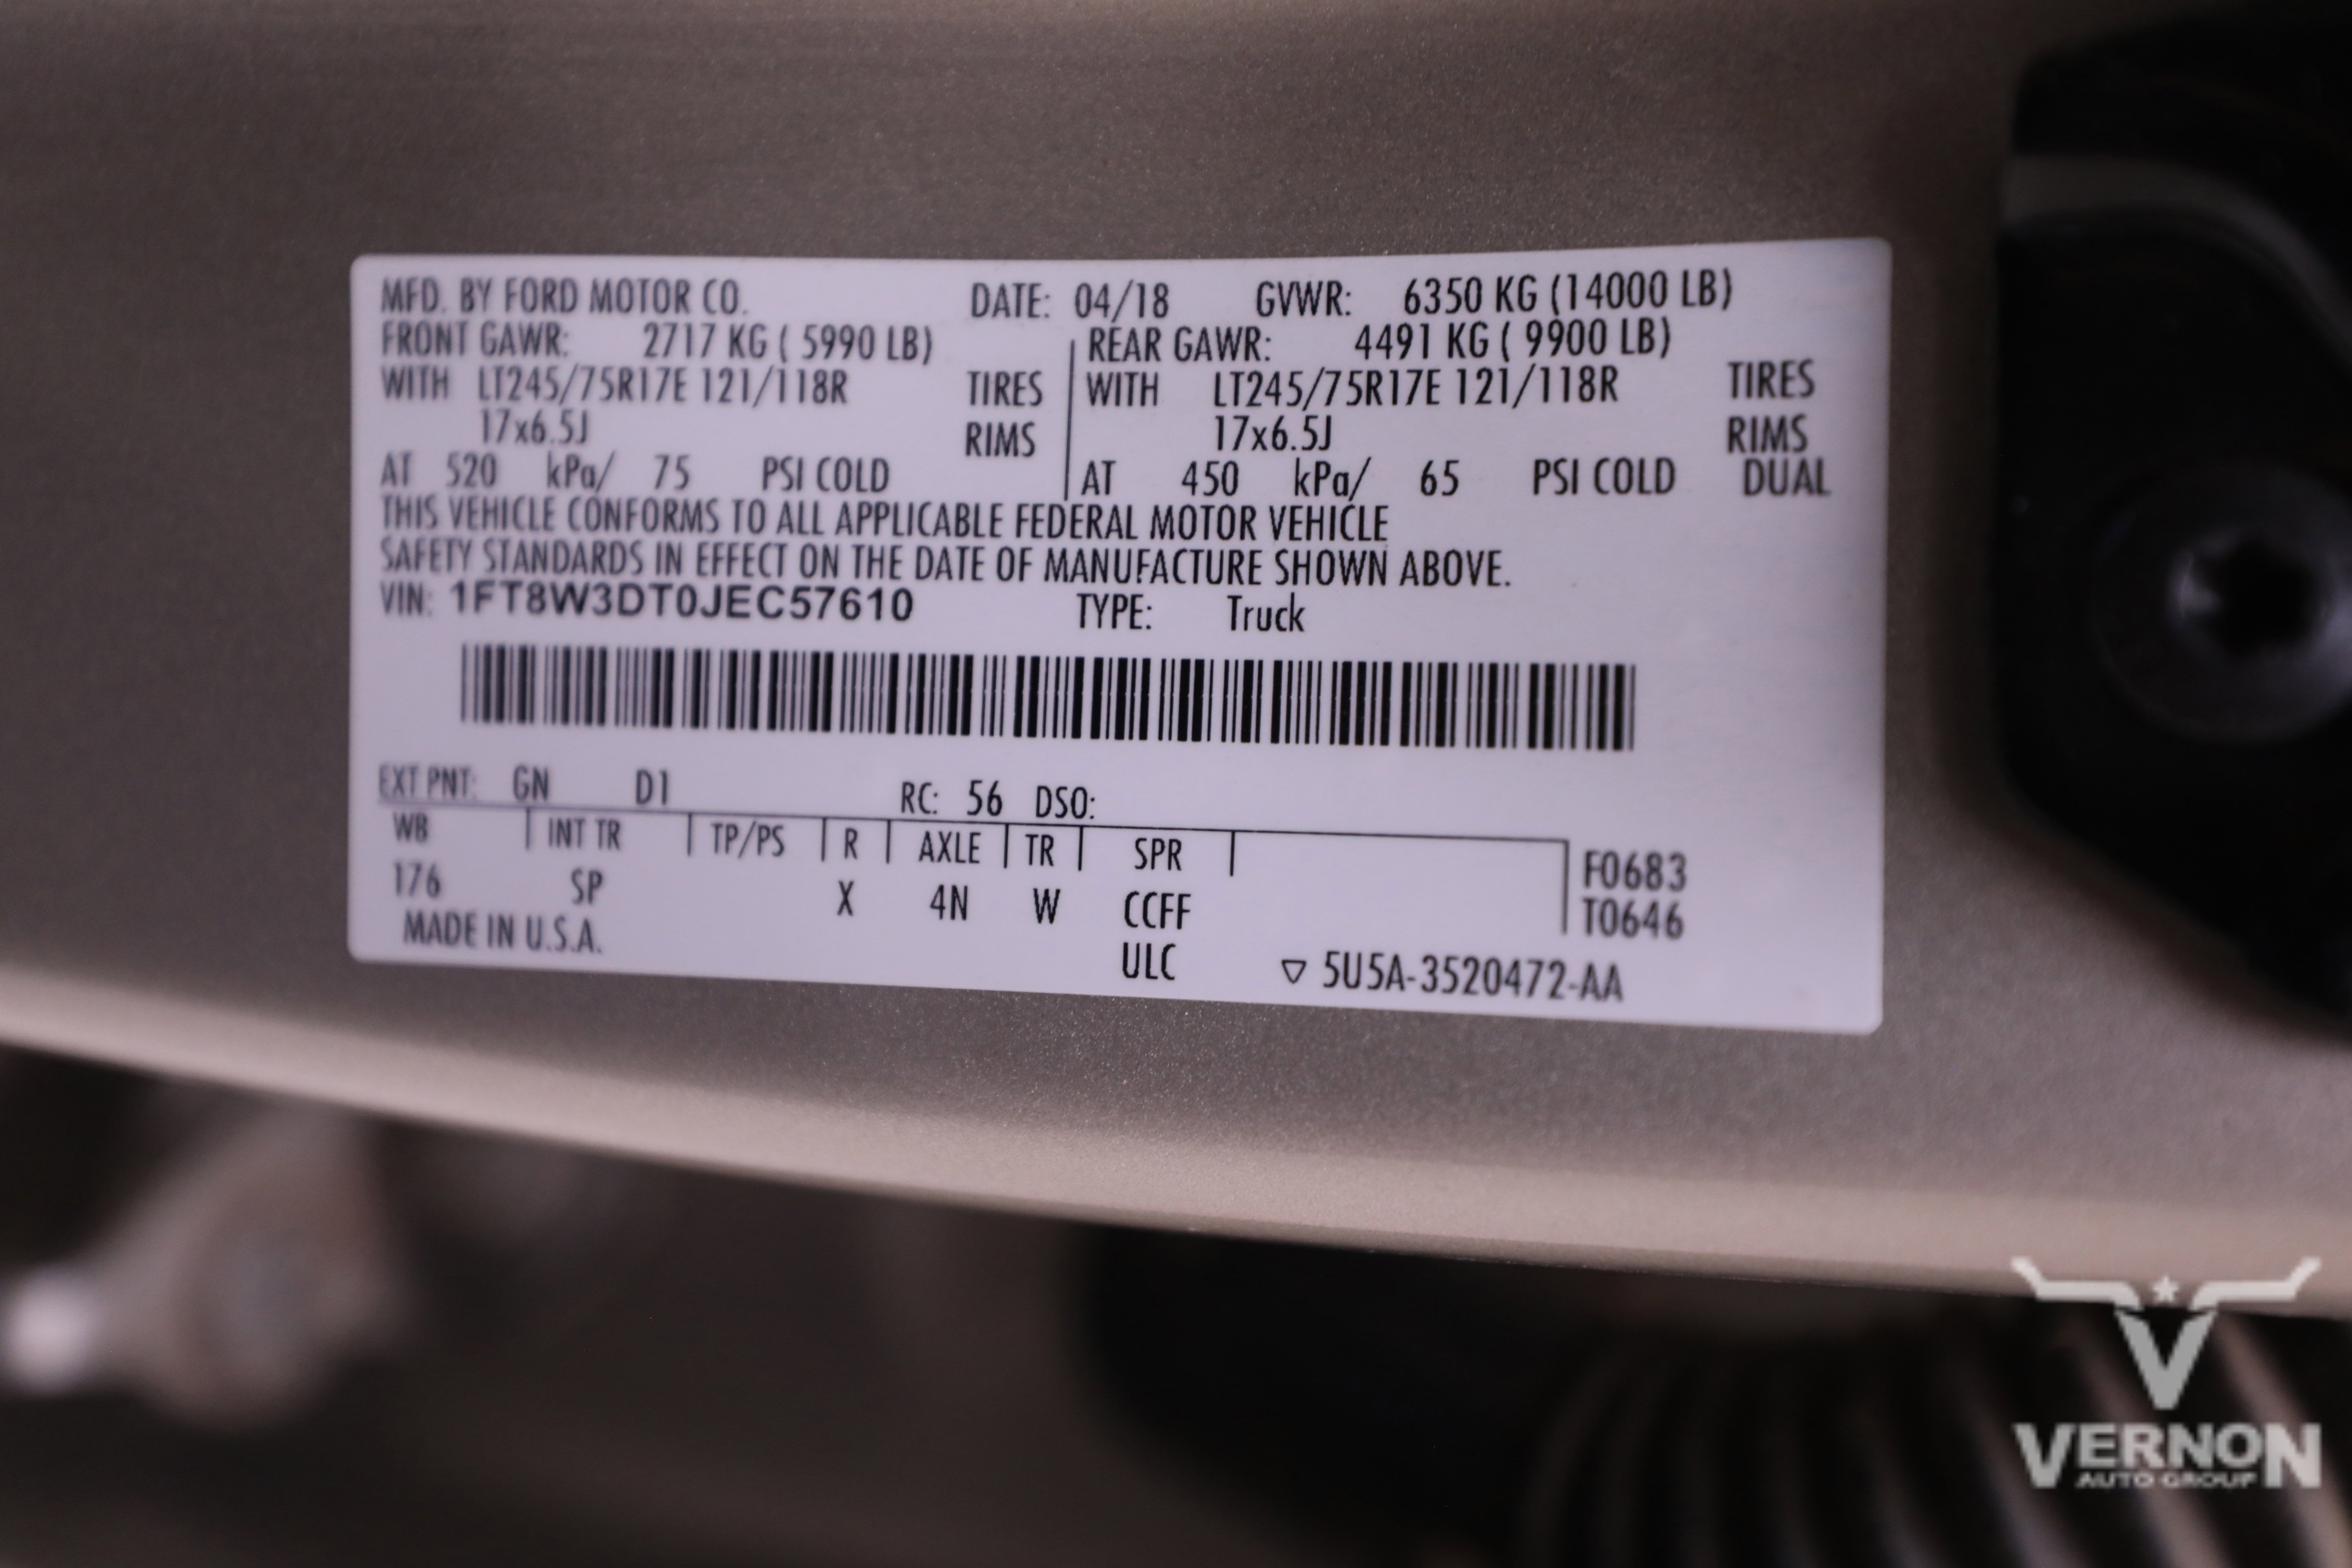 MFD. BY FORD MOTOR CO. DATE: 04/18 GVWR: 6350 KG (14000 LB)
FRONT GAWR: 2717 KG ( 5990 LB) REAR GAWR: 4491 KG ( 9900 LB)
WITH LT245/75R17E 121/118R TIRES WITH LT245/75R17E 121/118R TIRES
17x6.5J RIMS 17x6.5J RIMS
AT 520 kPa/ 75 PSI COLD AT 450 kPa/ 65 PSI COLD DUAL
THIS VEHICLE CONFORMS TO ALL APPLICABLE FEDERAL MOTOR VEHICLE
SAFETY STANDARDS IN EFFECT ON THE DATE OF MANUFACTURE SHOWN ABOVE.
VIN: 1FT8W3DT0JEC57610 TYPE: Truck
EXT PNT: GN D1 RC: 56 DSO:
WB INT TR TP/PS R AXLE TR SPR F0683
176 SP X 4N W CCFF T0646
MADE IN U.S.A. ULC ▽ 5U5A-3520472-AA
V
VERNON
AUTO GROUP